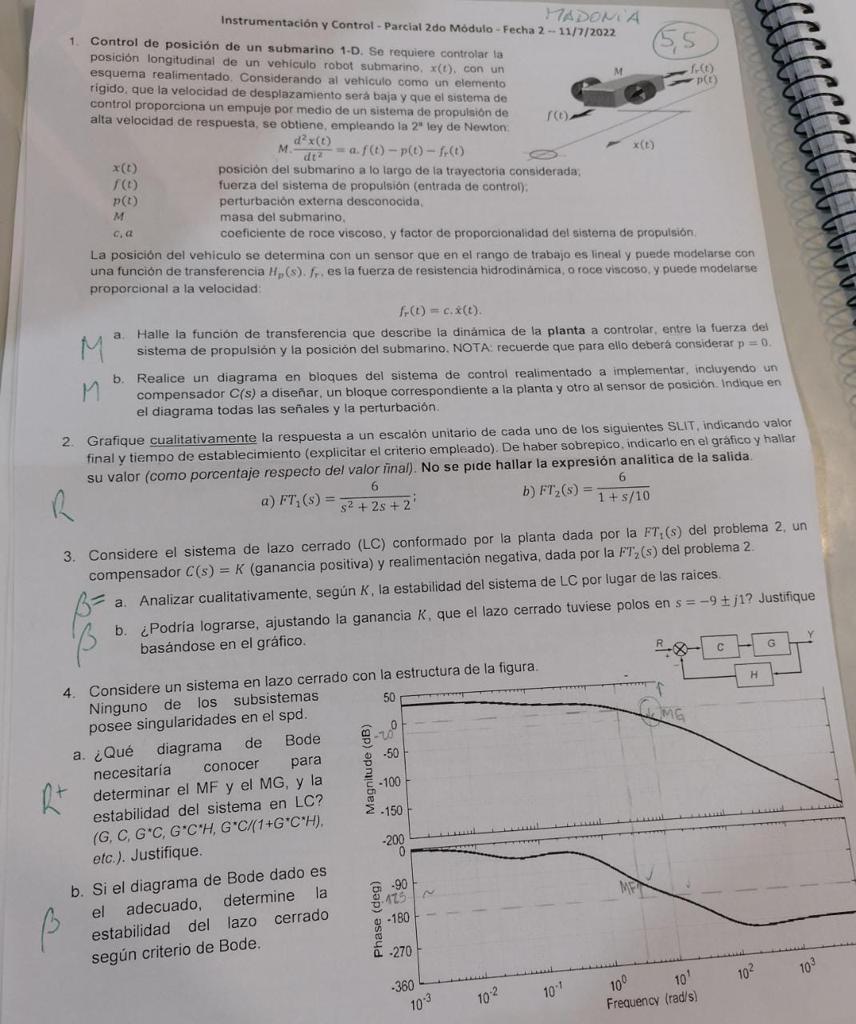 Instrumentación y Control - Parcial 2do Módulo - Fecha 2 -- 11/7/2022
MADONIA
5,5
1. Control de posición de un submarino 1-D. Se requiere controlar la
posición longitudinal de un vehículo robot submarino, x(t), con un
esquema realimentado. Considerando al vehículo como un elemento
rígido, que la velocidad de desplazamiento será baja y que el sistema de
control proporciona un empuje por medio de un sistema de propulsión de
alta velocidad de respuesta, se obtiene, empleando la 2ª ley de Newton:
M
f_r(t)
p(t)
f(t)
x(t)
M. d²x(t)/dt² = a. f(t) − p(t) − f_r(t)
x(t) posición del submarino a lo largo de la trayectoria considerada;
f(t) fuerza del sistema de propulsión (entrada de control);
p(t) perturbación externa desconocida,
M masa del submarino,
c, a coeficiente de roce viscoso, y factor de proporcionalidad del sistema de propulsión.
La posición del vehículo se determina con un sensor que en el rango de trabajo es lineal y puede modelarse con
una función de transferencia H_p(s). f_r, es la fuerza de resistencia hidrodinámica, o roce viscoso, y puede modelarse
proporcional a la velocidad:
f_r(t) = c. ẋ(t).
M
a. Halle la función de transferencia que describe la dinámica de la planta a controlar, entre la fuerza del
sistema de propulsión y la posición del submarino. NOTA: recuerde que para ello deberá considerar p = 0.
M
b. Realice un diagrama en bloques del sistema de control realimentado a implementar, incluyendo un
compensador C(s) a diseñar, un bloque correspondiente a la planta y otro al sensor de posición. Indique en
el diagrama todas las señales y la perturbación.
2. Grafique cualitativamente la respuesta a un escalón unitario de cada uno de los siguientes SLIT, indicando valor
final y tiempo de establecimiento (explicitar el criterio empleado). De haber sobrepico, indicarlo en el gráfico y hallar
su valor (como porcentaje respecto del valor final). No se pide hallar la expresión analítica de la salida.
R
a) FT₁(s) = 6/(s² + 2s + 2); b) FT₂(s) = 6/(1 + s/10)
3. Considere el sistema de lazo cerrado (LC) conformado por la planta dada por la FT₁(s) del problema 2, un
compensador C(s) = K (ganancia positiva) y realimentación negativa, dada por la FT₂(s) del problema 2.
B=
a. Analizar cualitativamente, según K, la estabilidad del sistema de LC por lugar de las raíces.
B
b. ¿Podría lograrse, ajustando la ganancia K, que el lazo cerrado tuviese polos en s = −9 ± j1? Justifique
basándose en el gráfico.
R
+
-
C
G
Y
H
4. Considere un sistema en lazo cerrado con la estructura de la figura.
Ninguno de los subsistemas
posee singularidades en el spd.
R+
a. ¿Qué diagrama de Bode
necesitaría conocer para
determinar el MF y el MG, y la
estabilidad del sistema en LC?
(G, C, G*C, G*C*H, G*C/(1+G*C*H),
etc.). Justifique.
B
b. Si el diagrama de Bode dado es
el adecuado, determine la
estabilidad del lazo cerrado
según criterio de Bode.
Magnitude (dB)
50
0
-20
-50
-100
-150
-200
MG
Phase (deg)
0
-90
-125
-180
-270
-360
MF
10⁻³
10⁻²
10⁻¹
10⁰
10¹
10²
10³
Frequency (rad/s)